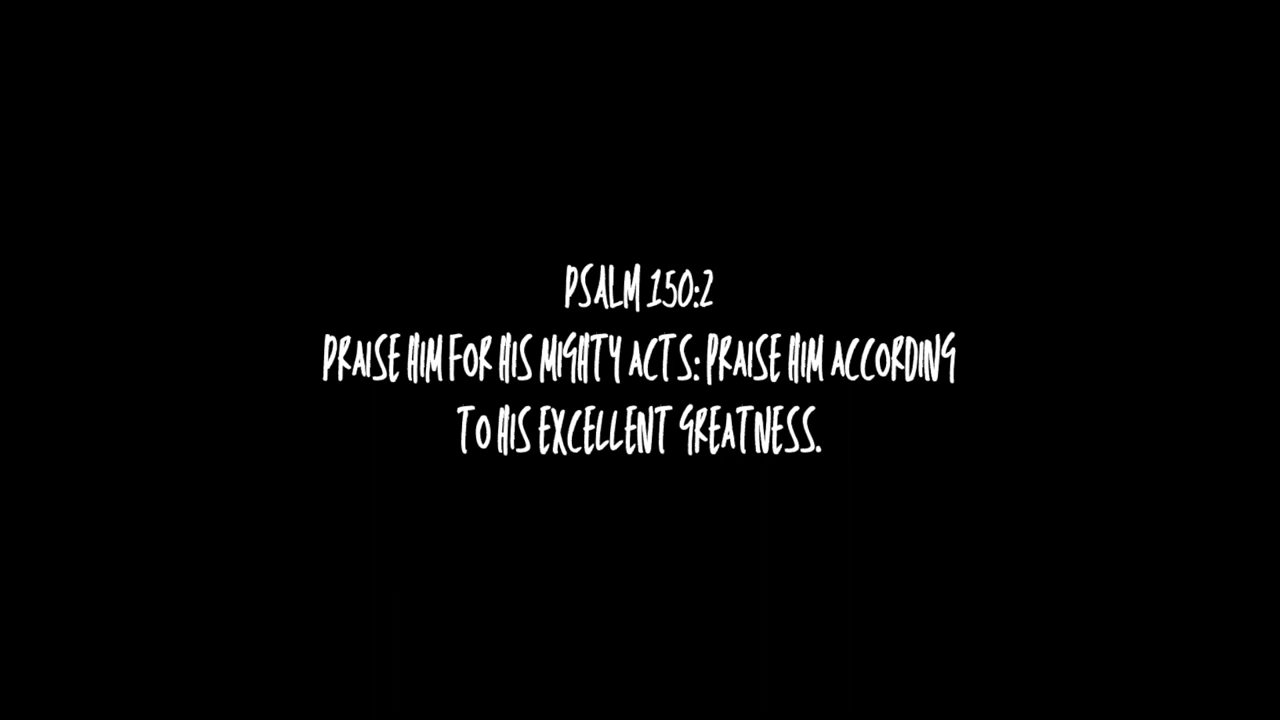 PSALM 150:2
PRAISE HIM FOR HIS MIGHTY ACTS: PRAISE HIM ACCORDING
TO HIS EXCELLENT GREATNESS.